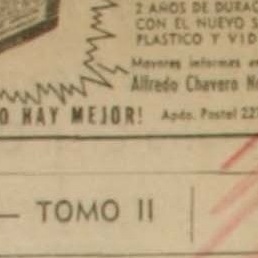 2 AÑOS DE DURAC
CON EL NUEVO S
PLASTICO Y VID
Mayores informes e
Alfredo Chavero N
O HAY MEJOR! Apdo. Postal 22
— TOMO II